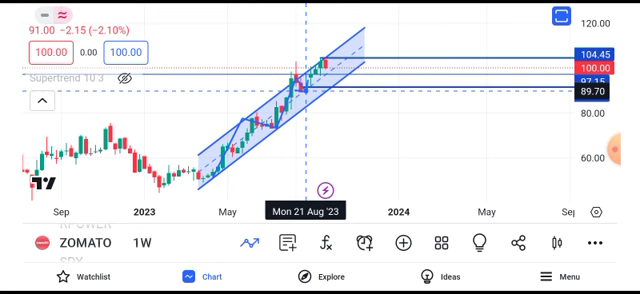 120.00
91.00 −2.15 (−2.10%)
100.00 0.00 100.00
104.45
100.00
97.15
89.70
Supertrend 10 3
80.00
60.00
Sep 2023 May Mon 21 Aug '23 2024 May Sep
ZOMATO 1W
Watchlist Chart Explore Ideas Menu